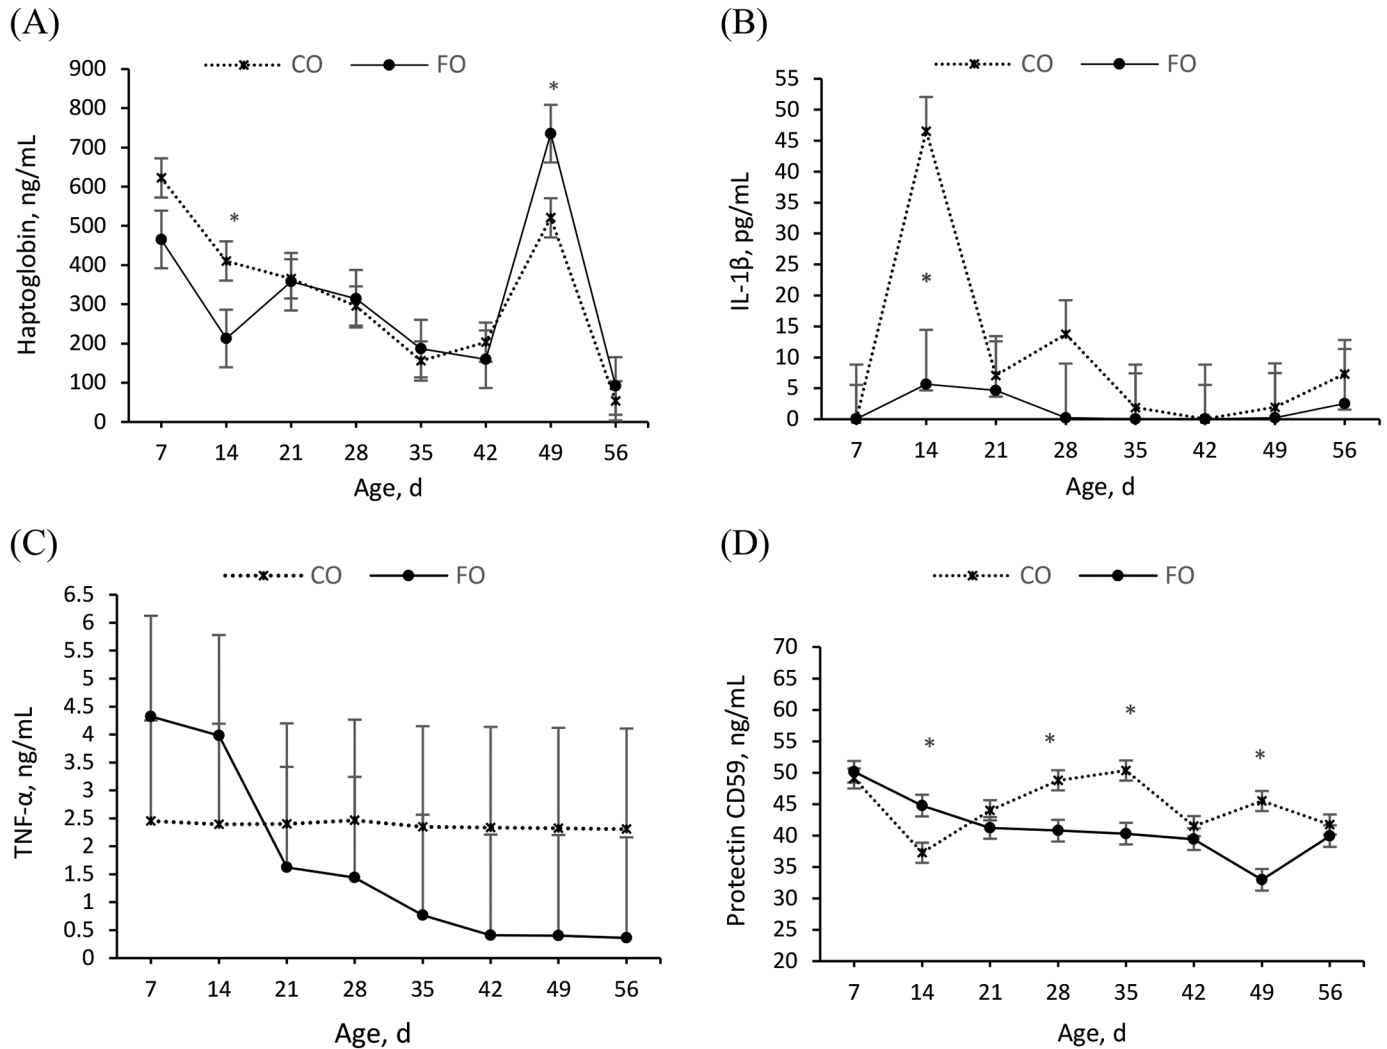 (A)
CO FO
900
800
700
600
500
400
300
200
100
0
Haptoglobin, ng/mL
*
*
7 14 21 28 35 42 49 56
Age, d
(B)
CO FO
55
50
45
40
35
30
25
20
15
10
5
0
IL-1β, pg/mL
*
7 14 21 28 35 42 49 56
Age, d
(C)
CO FO
6.5
6
5.5
5
4.5
4
3.5
3
2.5
2
1.5
1
0.5
0
TNF-α, ng/mL
7 14 21 28 35 42 49 56
Age, d
(D)
CO FO
70
65
60
55
50
45
40
35
30
25
20
Protectin CD59, ng/mL
*
*
*
*
7 14 21 28 35 42 49 56
Age, d